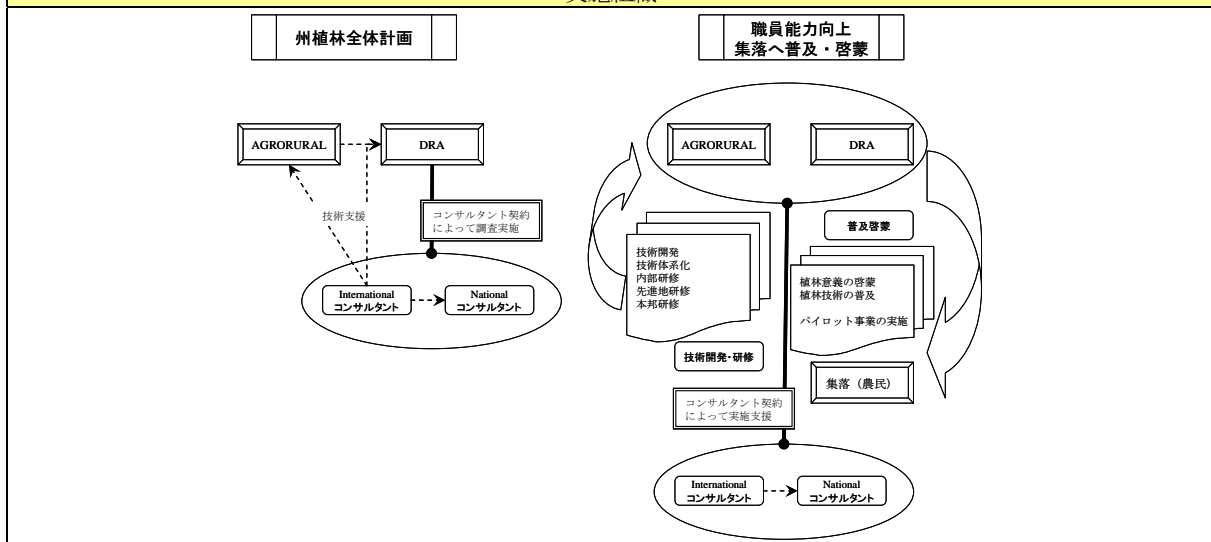 実施組織
州植林全体計画
AGRORURAL
DRA
技術支援
コンサルタント契約
によって調査実施
International
コンサルタント
National
コンサルタント
職員能力向上
集落へ普及・啓蒙
AGRORURAL
DRA
技術開発
技術体系化
内部研修
先進地研修
本邦研修
技術開発・研修
普及啓蒙
植林意義の啓蒙
植林技術の普及
パイロット事業の実施
集落（農民）
コンサルタント契約
によって実施支援
International
コンサルタント
National
コンサルタント